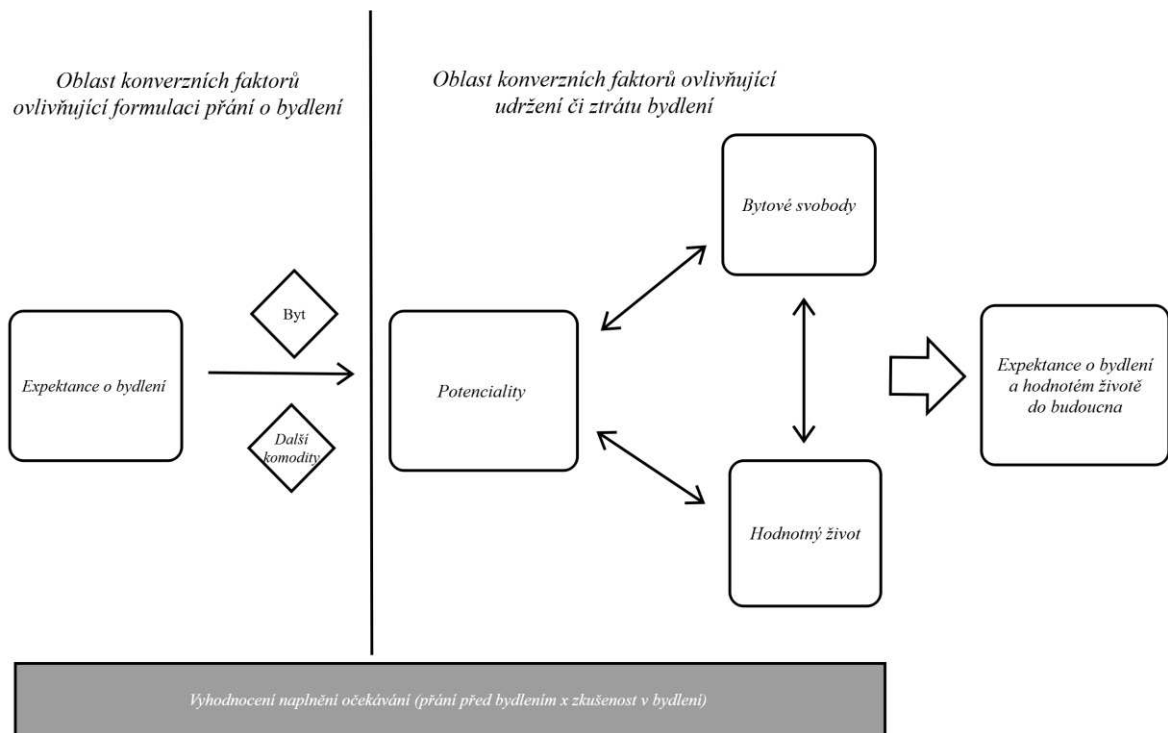 Oblast konverzních faktorů
ovlivňující formulaci přání o bydlení
Oblast konverzních faktorů ovlivňující
udržení či ztrátu bydlení
Bytové svobody
Byt
Expektance o bydlení
Další
komodity
Potenciality
Expektance o bydlení
a hodnotém životě
do budoucna
Hodnotný život
Vyhodnocení naplnění očekávání (přání před bydlením x zkušenost v bydlení)